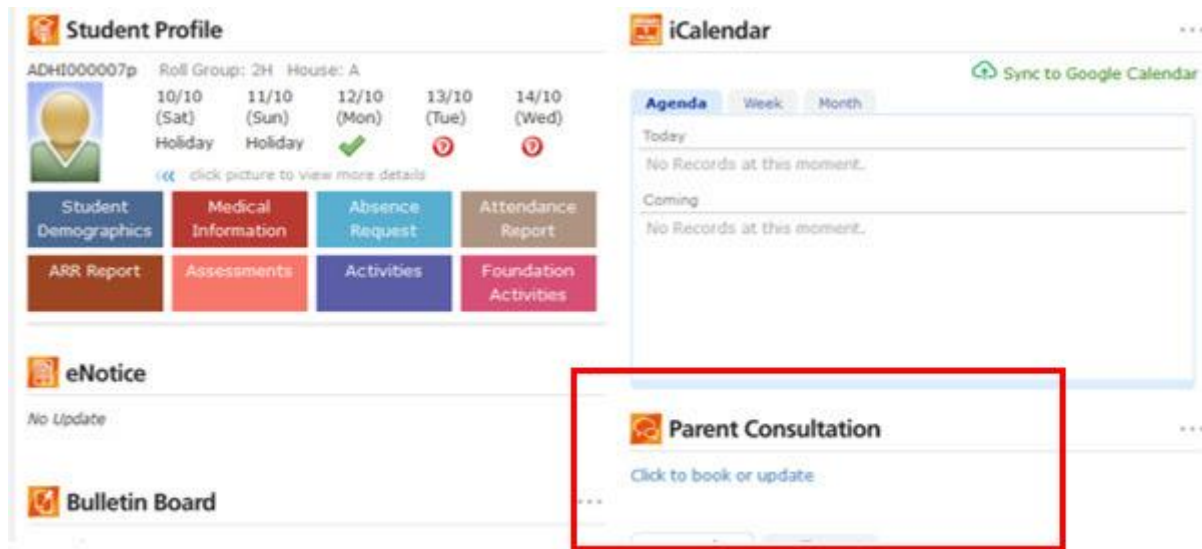 Student Profile
ADHI000007p Roll Group: 2H House: A
10/10 11/10 12/10 13/10 14/10
(Sat) (Sun) (Mon) (Tue) (Wed)
Holiday Holiday
click picture to view more details
Student Demographics
Medical Information
Absence Request
Attendance Report
ARR Report
Assessments
Activities
Foundation Activities
eNotice
No Update
Bulletin Board
iCalendar
Sync to Google Calendar
Agenda Week Month
Today
No Records at this moment.
Coming
No Records at this moment.
Parent Consultation
Click to book or update